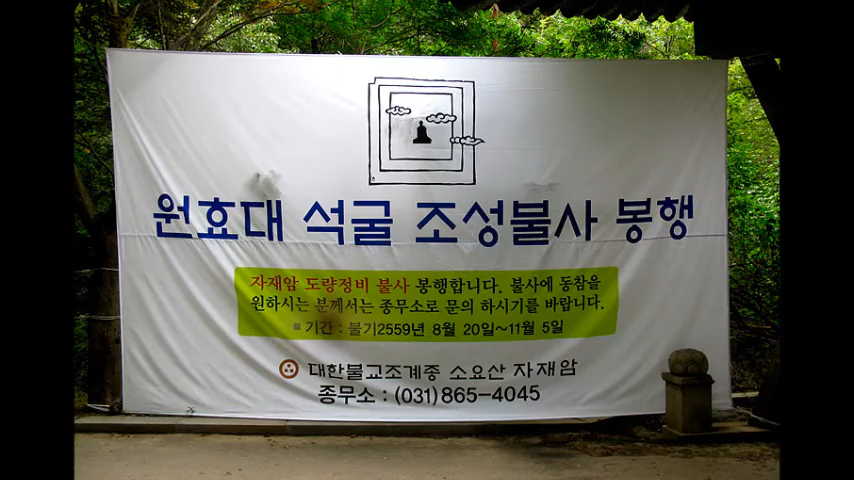 원효대 석굴 조성불사 봉행
자재암 도량정비 불사 봉행합니다. 불사에 동참을
원하시는 분께서는 종무소로 문의 하시기를 바랍니다.
■ 기간 : 불기2559년 8월 20일~11월 5일
대한불교조계종 소요산 자재암
종무소 : (031)865-4045